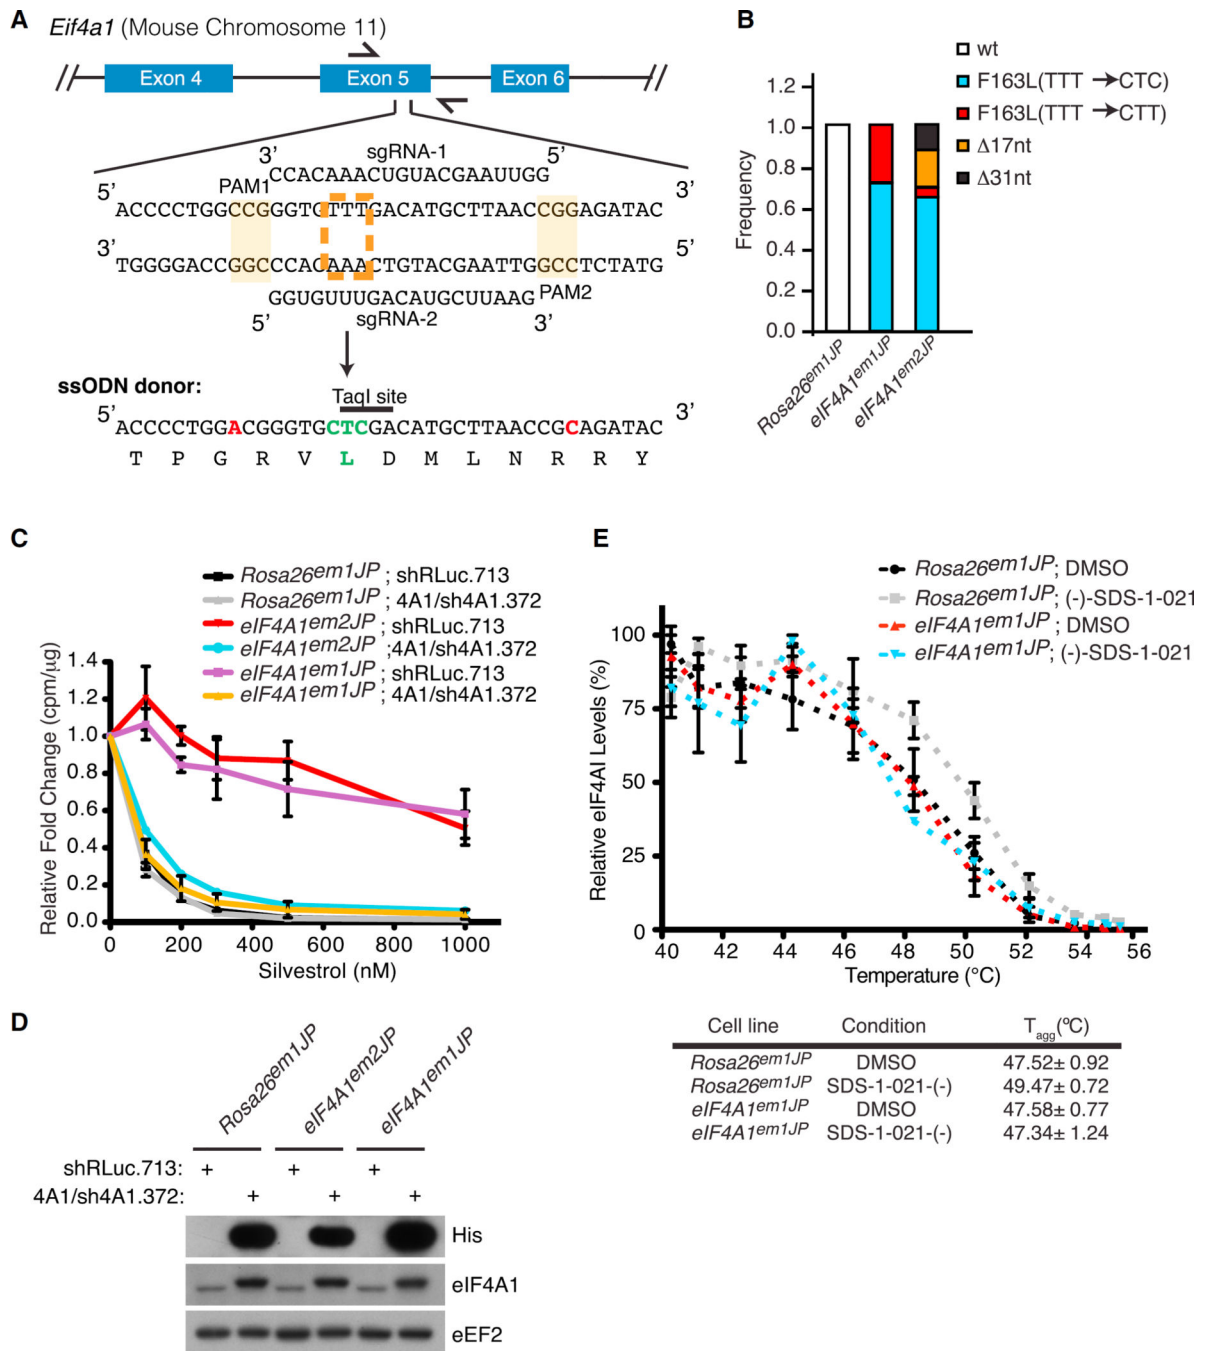 A
Eif4a1 (Mouse Chromosome 11)
Exon 4
Exon 5
Exon 6
3’
sgRNA-1
5’
CCACAAACUGUACGAAUUGG
5’
PAM1
3’
ACCCCTGGCCGGGTGTTTGACATGCTTAACCGGAGATAC
3’
5’
TGGGGACCGGCCCACAAACTGTACGAATTGGCCTCTATG
GGUGUUUGACAUGCUUAAG
PAM2
5’
sgRNA-2
3’
ssODN donor:
TaqI site
5’
3’
ACCCCTGGACGGGTGCTCGACATGCTTAACCGCAGATAC
T P G R V L D M L N R R Y
B
wt
F163L(TTT →CTC)
F163L(TTT →CTT)
Δ17nt
Δ31nt
Frequency
1.2
1.0
0.8
0.6
0.4
0.2
0.0
Rosa26em1JP
eIF4A1em1JP
eIF4A1em2JP
C
Rosa26em1JP ; shRLuc.713
Rosa26em1JP ; 4A1/sh4A1.372
eIF4A1em2JP ; shRLuc.713
eIF4A1em2JP ;4A1/sh4A1.372
eIF4A1em1JP ; shRLuc.713
eIF4A1em1JP ; 4A1/sh4A1.372
Relative Fold Change (cpm/µg)
1.4
1.2
1.0
0.8
0.6
0.4
0.2
0.0
0 200 400 600 800 1000
Silvestrol (nM)
D
Rosa26em1JP
eIF4A1em2JP
eIF4A1em1JP
shRLuc.713: + + +
4A1/sh4A1.372: + + +
His
eIF4A1
eEF2
E
Rosa26em1JP; DMSO
Rosa26em1JP; (-)-SDS-1-021
eIF4A1em1JP; DMSO
eIF4A1em1JP; (-)-SDS-1-021
Relative eIF4AI Levels (%)
100
75
50
25
0
40 42 44 46 48 50 52 54 56
Temperature (°C)
Cell line Condition Tagg(ºC)
Rosa26em1JP DMSO 47.52± 0.92
Rosa26em1JP SDS-1-021-(-) 49.47± 0.72
eIF4A1em1JP DMSO 47.58± 0.77
eIF4A1em1JP SDS-1-021-(-) 47.34± 1.24